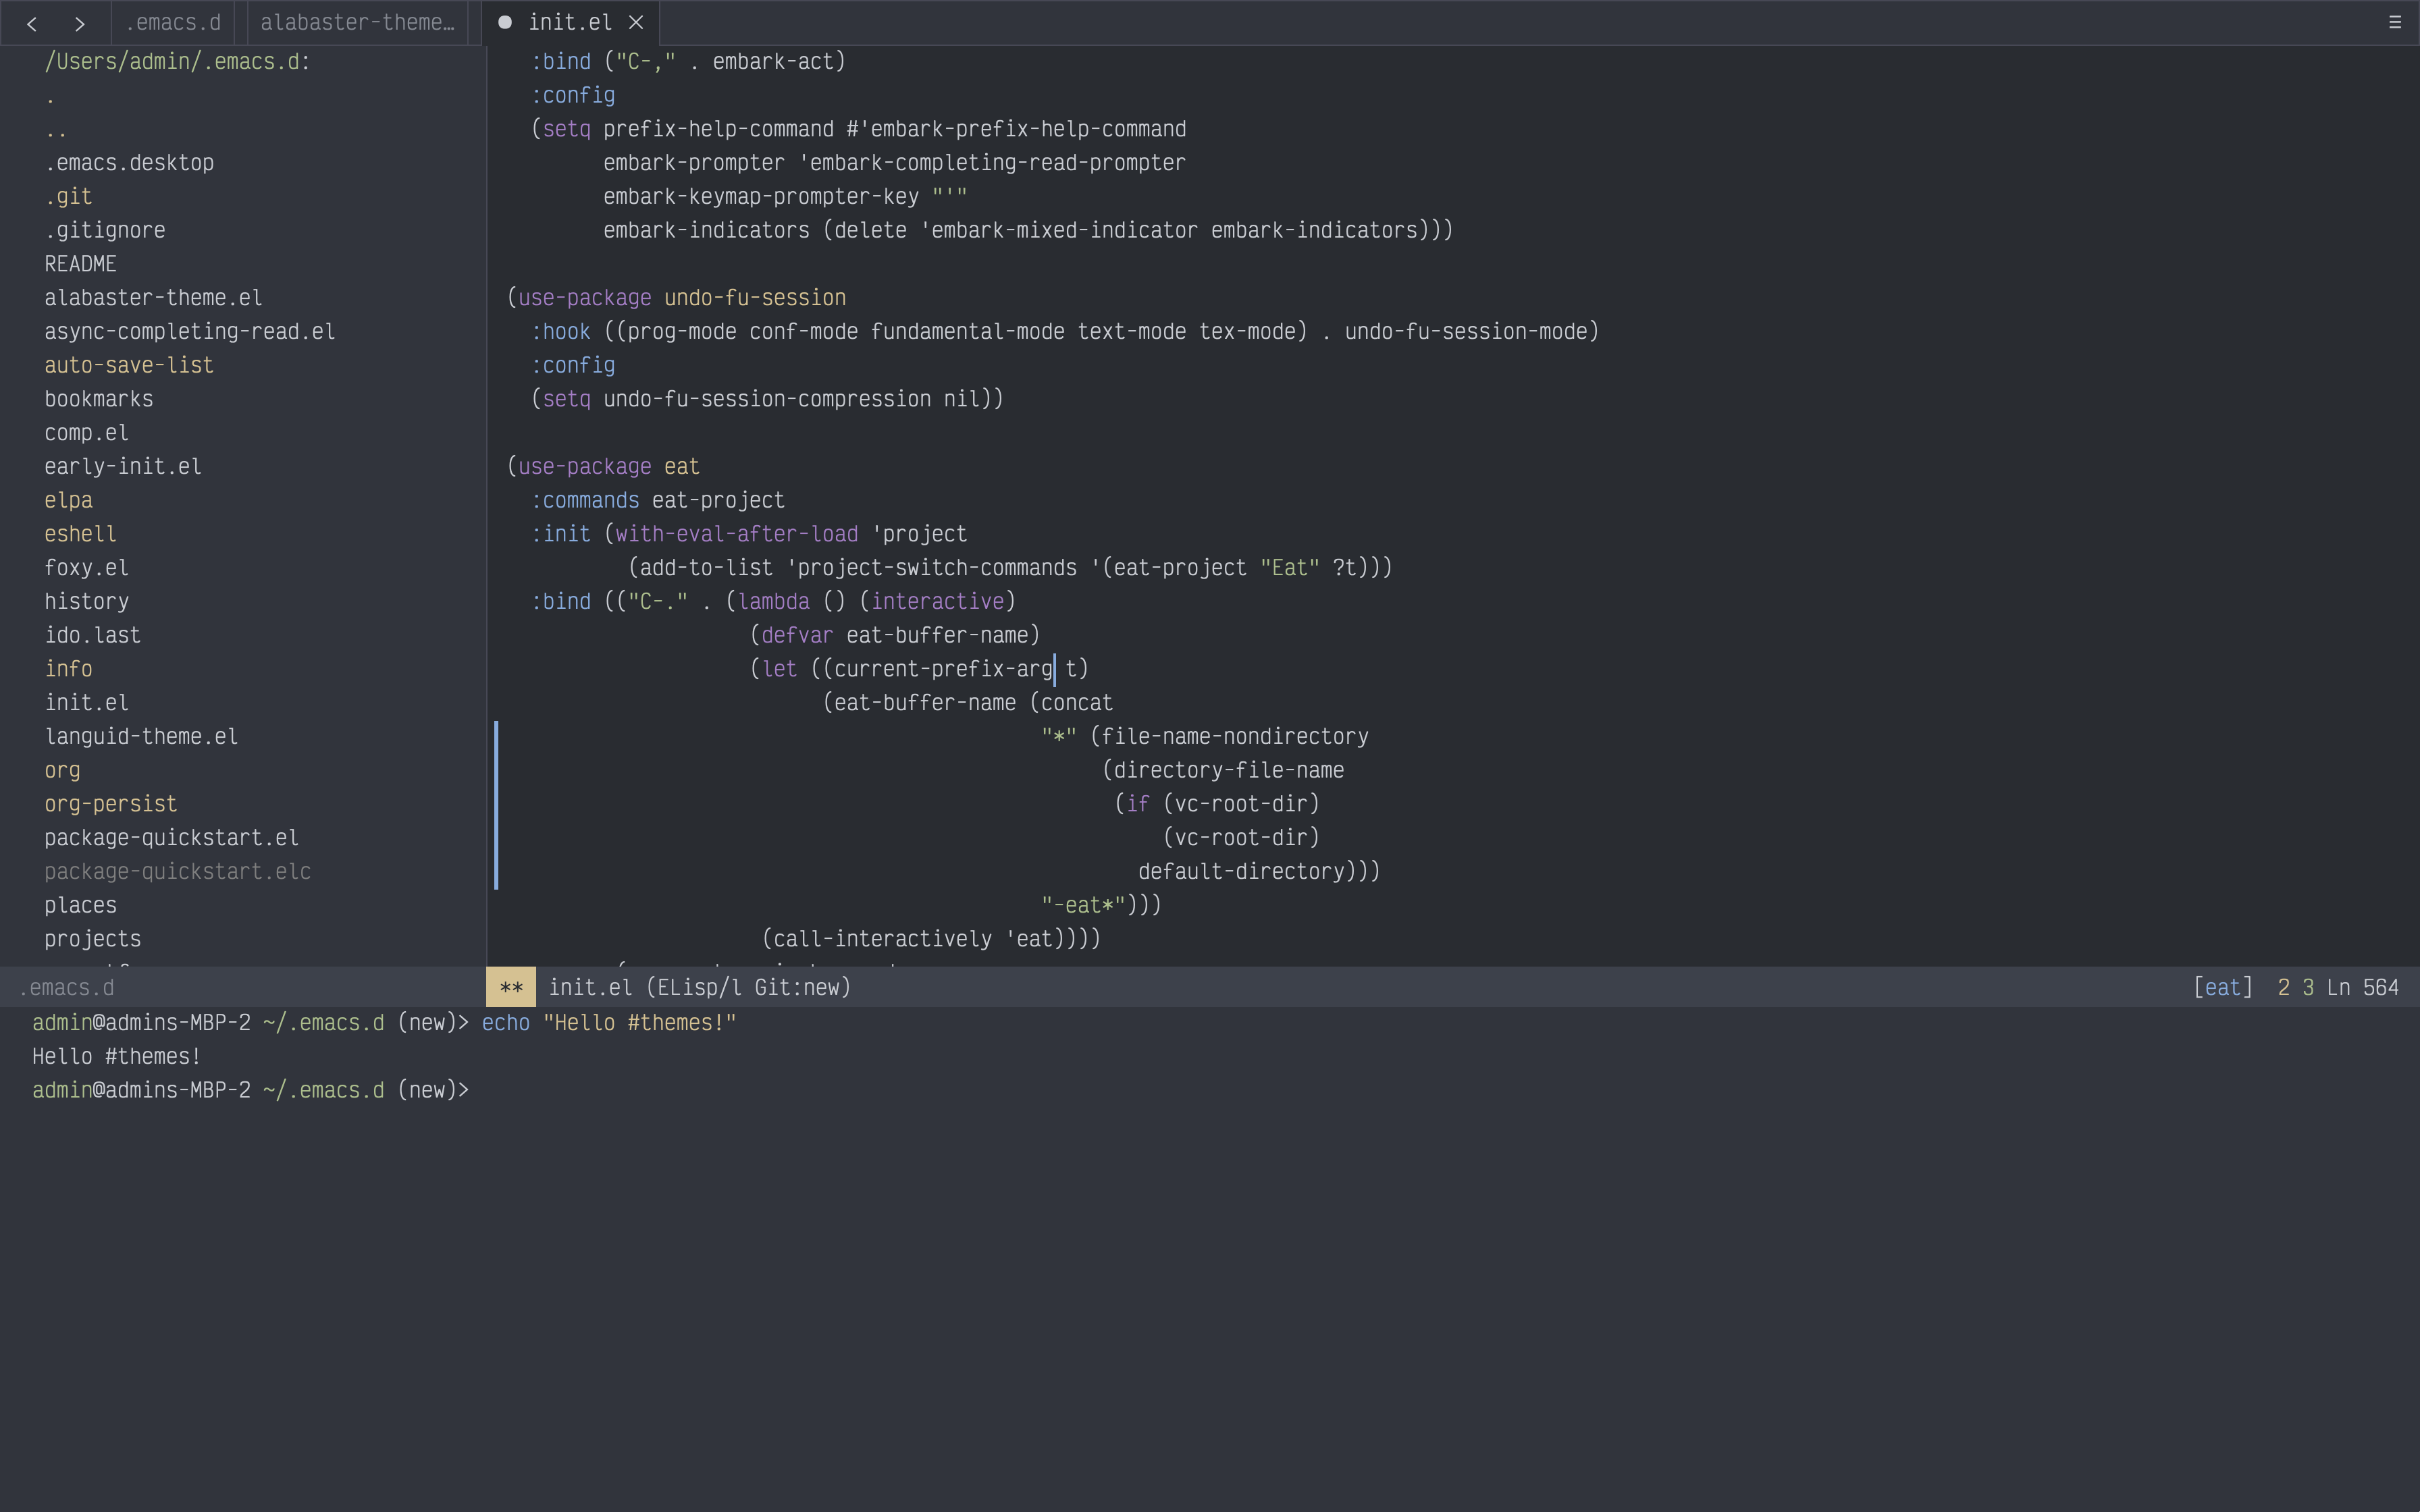 .emacs.d alabaster-theme… init.el
/Users/admin/.emacs.d:
.
..
.emacs.desktop
.git
.gitignore
README
alabaster-theme.el
async-completing-read.el
auto-save-list
bookmarks
comp.el
early-init.el
elpa
eshell
foxy.el
history
ido.last
info
init.el
languid-theme.el
org
org-persist
package-quickstart.el
package-quickstart.elc
places
projects
:bind ("C-," . embark-act)
:config
(setq prefix-help-command #'embark-prefix-help-command
embark-prompter 'embark-completing-read-prompter
embark-keymap-prompter-key "'"
embark-indicators (delete 'embark-mixed-indicator embark-indicators)))
(use-package undo-fu-session
:hook ((prog-mode conf-mode fundamental-mode text-mode tex-mode) . undo-fu-session-mode)
:config
(setq undo-fu-session-compression nil))
(use-package eat
:commands eat-project
:init (with-eval-after-load 'project
(add-to-list 'project-switch-commands '(eat-project "Eat" ?t)))
:bind (("C-." . (lambda () (interactive)
(defvar eat-buffer-name)
(let ((current-prefix-arg t)
(eat-buffer-name (concat
"*" (file-name-nondirectory
(directory-file-name
(if (vc-root-dir)
(vc-root-dir)
default-directory)))
"-eat*")))
(call-interactively 'eat))))
.emacs.d
** init.el (ELisp/l Git:new) [eat] 2 3 Ln 564
admin@admins-MBP-2 ~/.emacs.d (new)> echo "Hello #themes!"
Hello #themes!
admin@admins-MBP-2 ~/.emacs.d (new)>